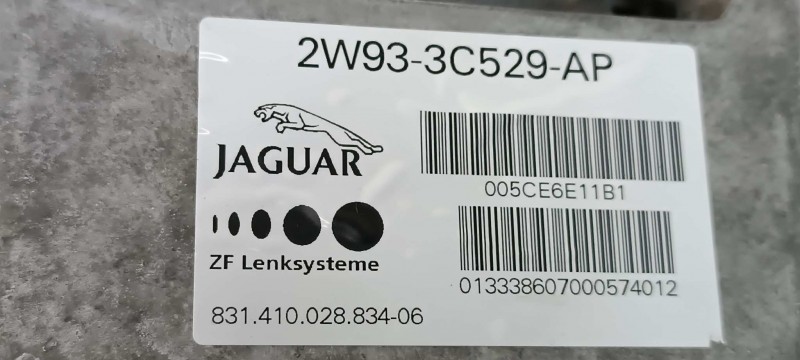 2W93-3C529-AP
JAGUAR
005CE6E11B1
ZF Lenksysteme
013338607000574012
831.410.028.834-06